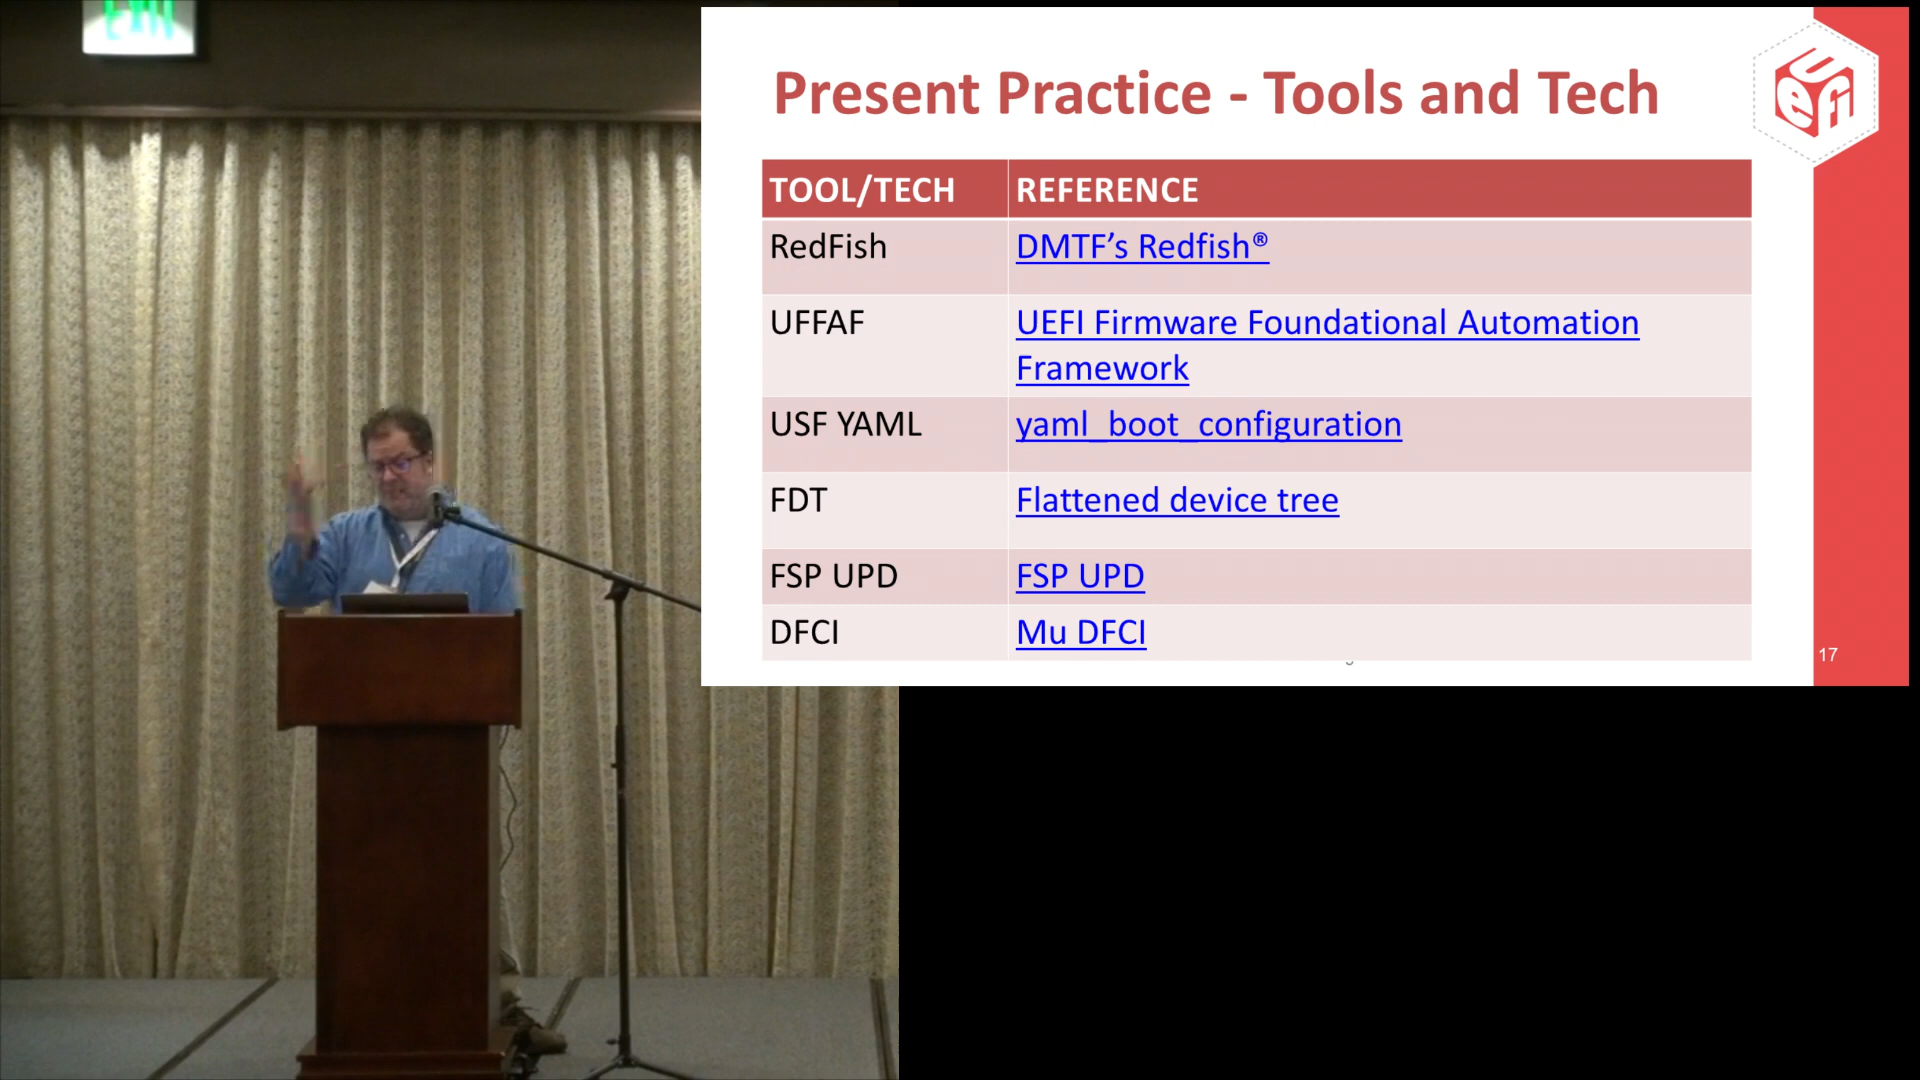 Present Practice - Tools and Tech
UEFI
TOOL/TECH REFERENCE
RedFish DMTF’s Redfish®
UFFAF UEFI Firmware Foundational Automation
Framework
USF YAML yaml_boot_configuration
FDT Flattened device tree
FSP UPD FSP UPD
DFCI Mu DFCI
17